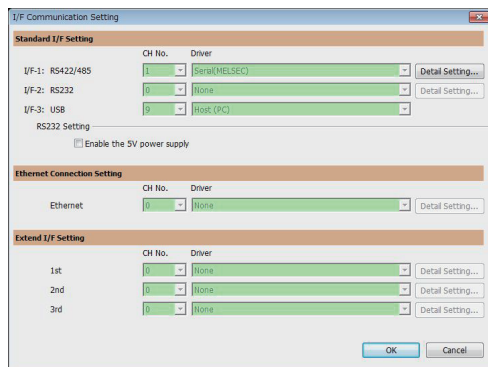 I/F Communication Setting
Standard I/F Setting
CH No. Driver
I/F-1: RS422/485 1 Serial(MELSEC) Detail Setting...
I/F-2: RS232 0 None Detail Setting...
I/F-3: USB 9 Host (PC)
RS232 Setting
Enable the 5V power supply
Ethernet Connection Setting
CH No. Driver
Ethernet 0 None Detail Setting...
Extend I/F Setting
CH No. Driver
1st 0 None Detail Setting...
2nd 0 None Detail Setting...
3rd 0 None Detail Setting...
OK Cancel